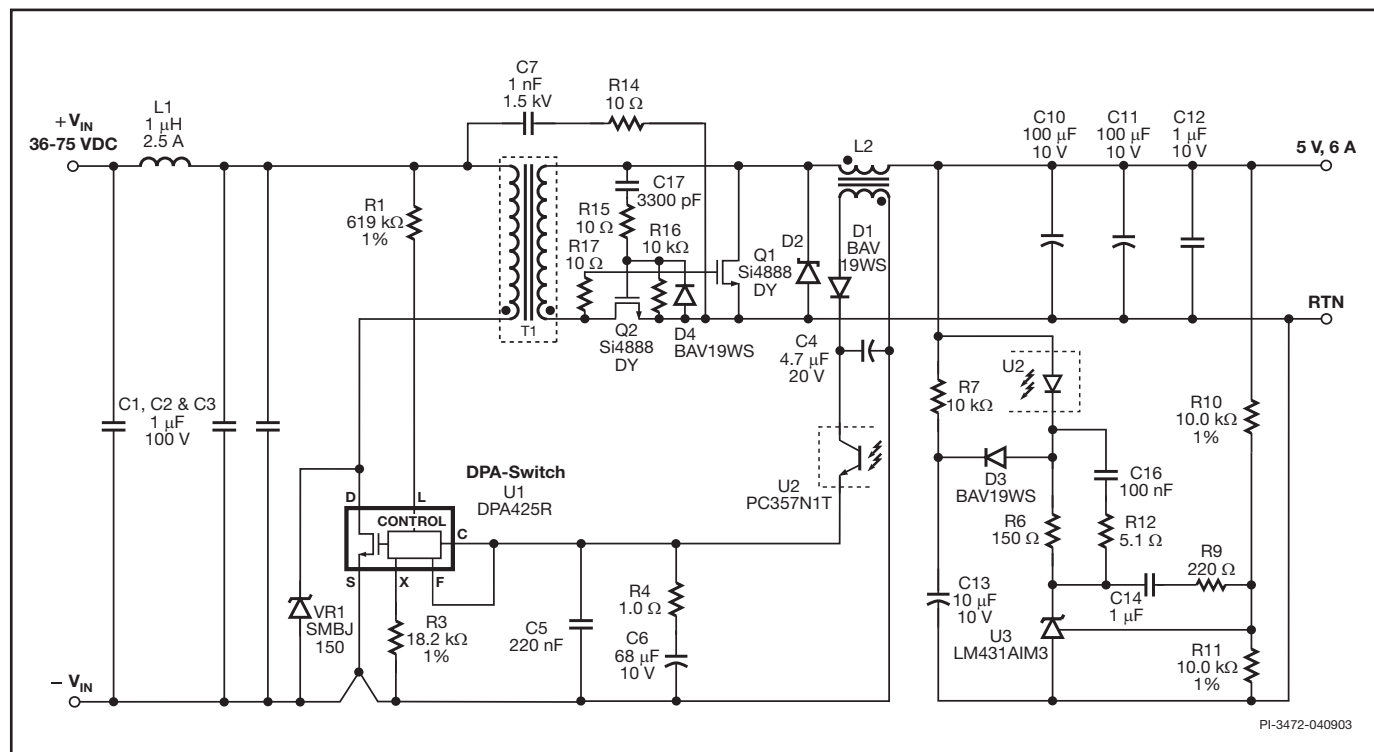 C7
1 nF
1.5 kV
R14
10 Ω
L1
1 µH
2.5 A
+ VIN
36-75 VDC
C10
100 µF
10 V
C11
100 µF
10 V
C12
1 µF
10 V
L2
5 V, 6 A
R1
619 kΩ
1%
C17
3300 pF
R15
10 Ω
R16
10 kΩ
R17
10 Ω
Q1
Si4888
DY
D2
D1
BAV
19WS
T1
Q2
Si4888
DY
D4
BAV19WS
RTN
C4
4.7 µF
20 V
U2
R7
10 kΩ
R10
10.0 kΩ
1%
C1, C2 & C3
1 µF
100 V
U2
PC357N1T
D3
BAV19WS
C16
100 nF
R6
150 Ω
R12
5.1 Ω
R9
220 Ω
DPA-Switch
U1
DPA425R
D
L
CONTROL
C
S
X
F
VR1
SMBJ
150
R3
18.2 kΩ
1%
C5
220 nF
R4
1.0 Ω
C6
68 µF
10 V
C13
10 µF
10 V
C14
1 µF
U3
LM431AIM3
R11
10.0 kΩ
1%
− VIN
PI-3472-040903